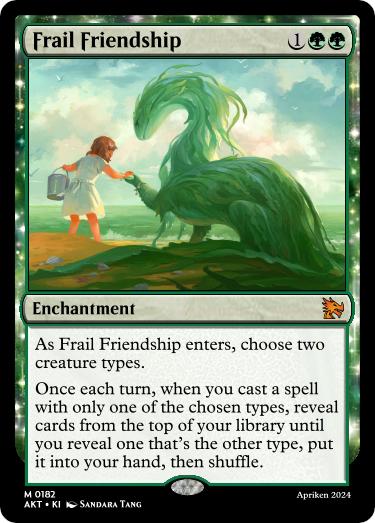 Frail Friendship 1
Enchantment
As Frail Friendship enters, choose two
creature types.
Once each turn, when you cast a spell
with only one of the chosen types, reveal
cards from the top of your library until
you reveal one that's the other type, put
it into your hand, then shuffle.
M 0182
Apriken 2024
AKT • KI Sandara Tang